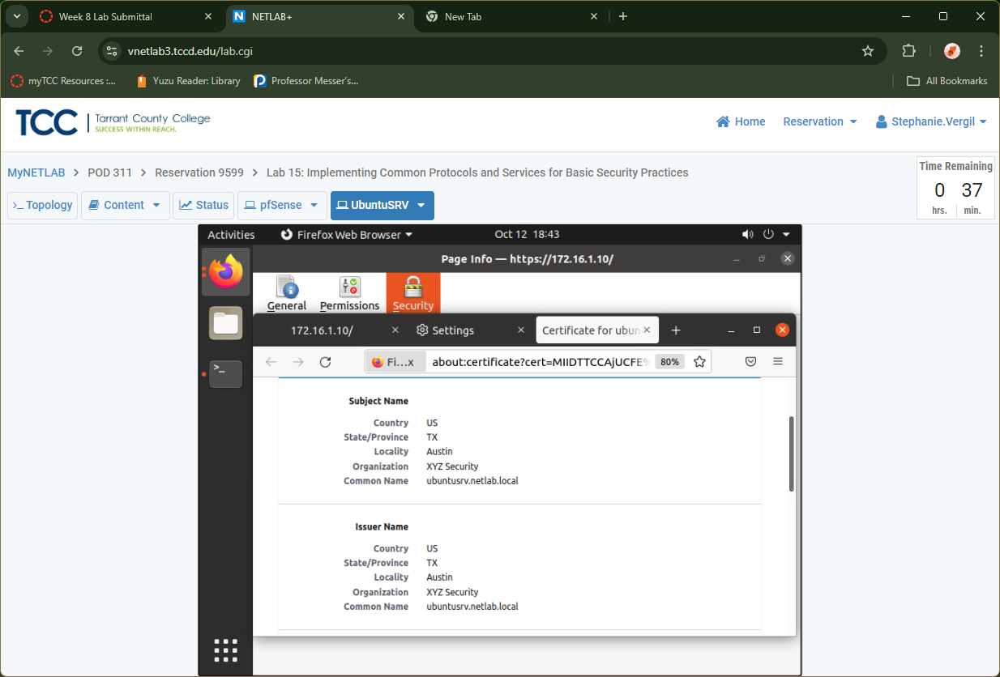 Week 8 Lab Submittal
NETLAB+
New Tab
vnetlab3.tccd.edu/lab.cgi
myTCC Resources :...
Yuzu Reader: Library
Professor Messer's...
All Bookmarks
TCC
Tarrant County College
SUCCESS WITHIN REACH.
Home
Reservation
Stephanie.Vergil
MyNETLAB > POD 311 > Reservation 9599 > Lab 15: Implementing Common Protocols and Services for Basic Security Practices
Time Remaining
0 37
hrs. min.
>_ Topology
Content
Status
pfSense
UbuntuSRV
Activities
Firefox Web Browser
Oct 12 18:43
Page Info — https://172.16.1.10/
General
Permissions
Security
172.16.1.10/
Settings
Certificate for ubun
Fi...x
about:certificate?cert=MIIDTTCCAjUCFE%
80%
Subject Name
Country US
State/Province TX
Locality Austin
Organization XYZ Security
Common Name ubuntusrv.netlab.local
Issuer Name
Country US
State/Province TX
Locality Austin
Organization XYZ Security
Common Name ubuntusrv.netlab.local